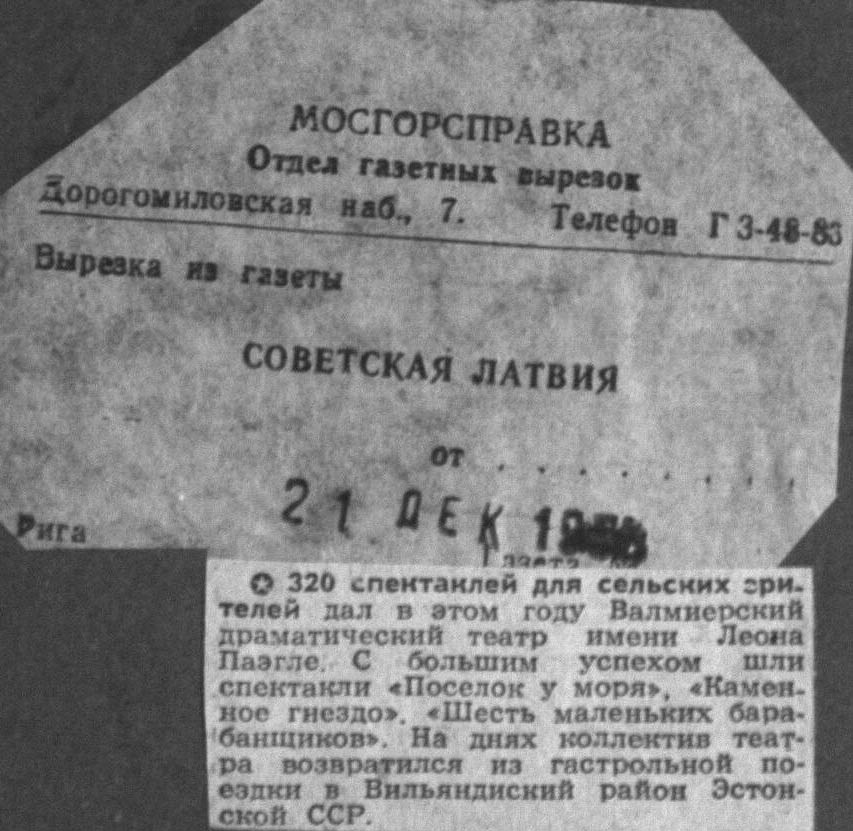 МОСГОРСПРАВКА
Отдел газетных вырезок
Дорогомиловская наб., 7. Телефон Г 3-48-83
Вырезка из газеты
СОВЕТСКАЯ ЛАТВИЯ
от . . . . . . . .
21 ДЕК
Рига
Газета
✪ 320 спектаклей для сельских зри-
телей дал в этом году Валмиерский
драматический театр имени Леона
Паэгле. С большим успехом шли
спектакли «Поселок у моря», «Камен-
ное гнездо», «Шесть маленьких бара-
банщиков». На днях коллектив теат-
ра возвратился из гастрольной по-
ездки в Вильяндиский район Эстон-
ской ССР.